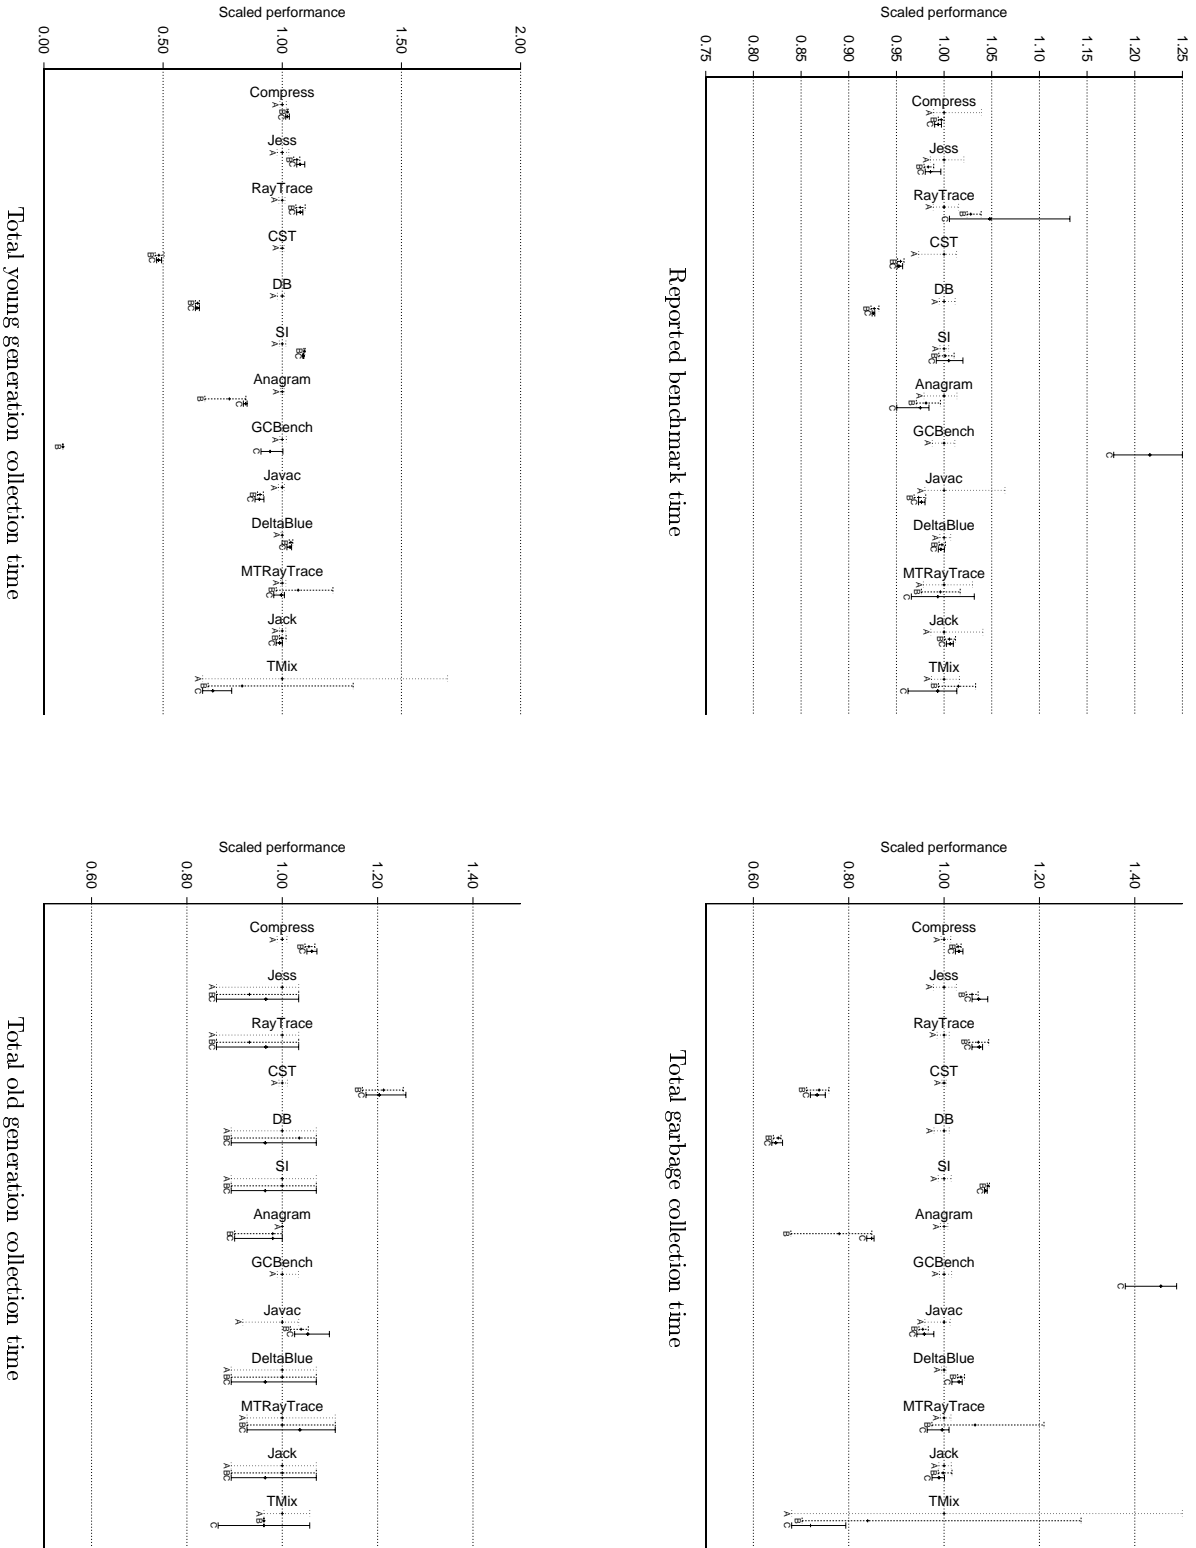 Scaled performance
0.75 0.80 0.85 0.90 0.95 1.00 1.05 1.10 1.15 1.20 1.25
Compress
A
B
C
Jess
A
B
C
RayTrace
A
B
C
CST
A
B
C
DB
A
B
C
SI
A
B
C
Anagram
A
B
C
GCBench
A
C
Javac
A
B
C
DeltaBlue
A
B
C
MTRayTrace
A
B
C
Jack
A
B
C
TMix
A
B
C
Reported benchmark time
Scaled performance
0.60 0.80 1.00 1.20 1.40
Compress
A
B
C
Jess
A
B
C
RayTrace
A
B
C
CST
A
B
C
DB
A
B
C
SI
A
B
C
Anagram
A
B
C
GCBench
A
C
Javac
A
B
C
DeltaBlue
A
B
C
MTRayTrace
A
B
C
Jack
A
B
C
TMix
A
B
C
Total garbage collection time
Scaled performance
0.00 0.50 1.00 1.50 2.00
Compress
A
B
C
Jess
A
B
C
RayTrace
A
B
C
CST
A
B
C
DB
A
B
C
SI
A
B
C
Anagram
A
B
C
GCBench
A
B
C
Javac
A
B
C
DeltaBlue
A
B
C
MTRayTrace
A
B
C
Jack
A
B
C
TMix
A
B
C
Total young generation collection time
Scaled performance
0.60 0.80 1.00 1.20 1.40
Compress
A
B
C
Jess
A
B
C
RayTrace
A
B
C
CST
A
B
C
DB
A
B
C
SI
A
B
C
Anagram
A
B
C
GCBench
A
Javac
A
B
C
DeltaBlue
A
B
C
MTRayTrace
A
B
C
Jack
A
B
C
TMix
A
B
C
Total old generation collection time